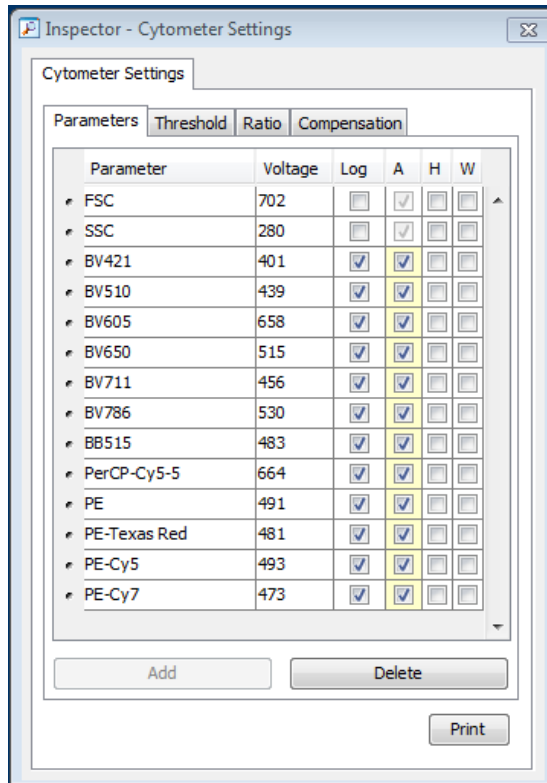 Inspector - Cytometer Settings
Cytometer Settings
Parameters Threshold Ratio Compensation
Parameter Voltage Log A H W
FSC 702
SSC 280
BV421 401
BV510 439
BV605 658
BV650 515
BV711 456
BV786 530
BB515 483
PerCP-Cy5-5 664
PE 491
PE-Texas Red 481
PE-Cy5 493
PE-Cy7 473
Add Delete
Print